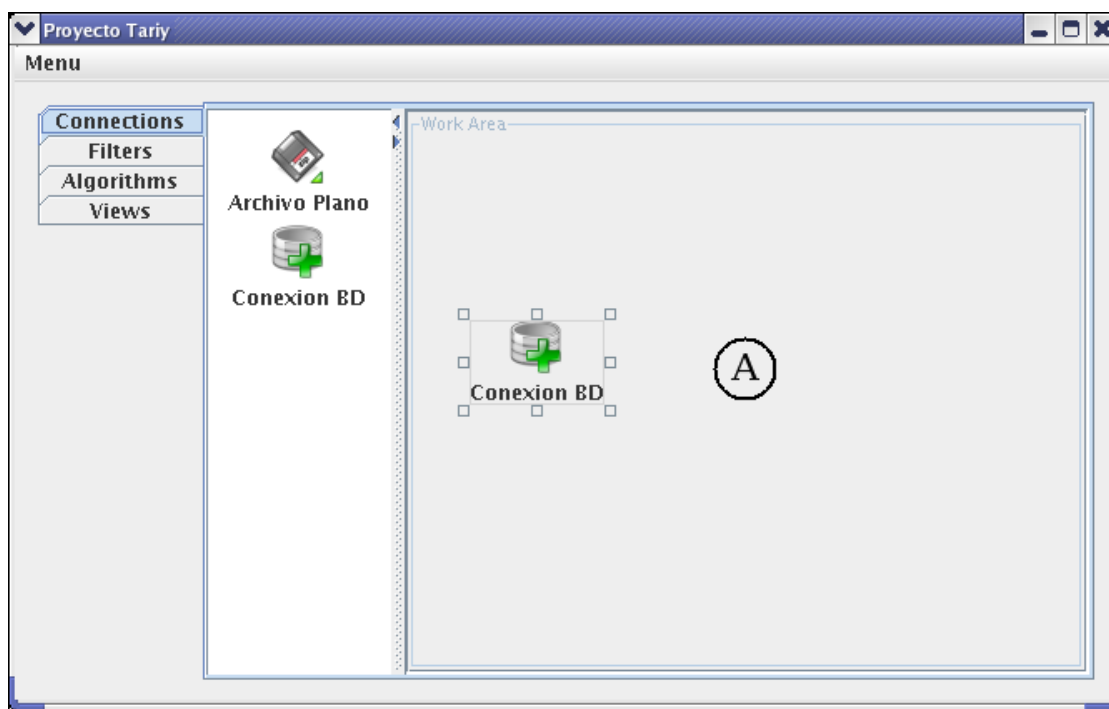 Proyecto Tariy
Menu
Connections
Filters
Algorithms
Views
Archivo Plano
Conexion BD
Work Area
Conexion BD
A